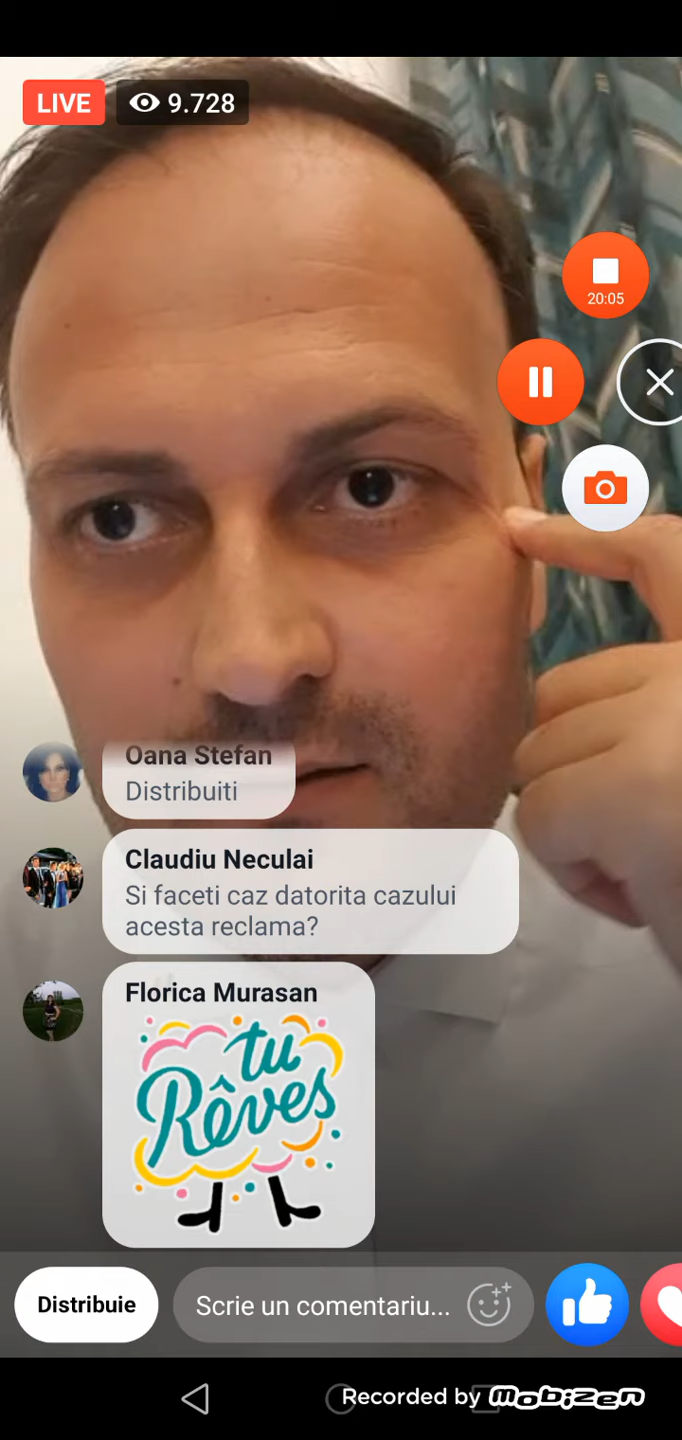 LIVE
9.728
20:05
Oana Stefan
Distribuiti
Claudiu Neculai
Si faceti caz datorita cazului
acesta reclama?
Florica Murasan
tu
Rêves
Distribuie
Scrie un comentariu...
Recorded by Mobizen